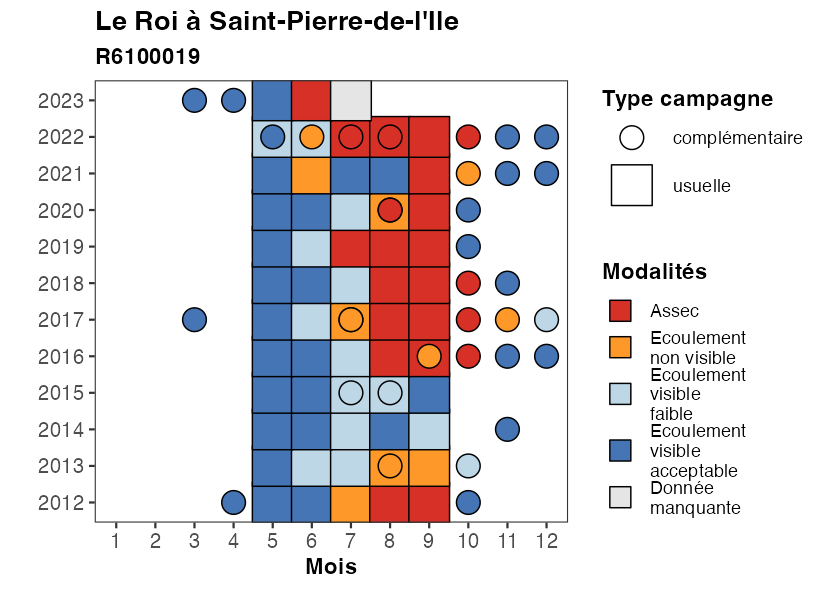 Le Roi à Saint-Pierre-de-l'Ile
R6100019
2023
2022
2021
2020
2019
2018
2017
2016
2015
2014
2013
2012
1 2 3 4 5 6 7 8 9 10 11 12
Mois
Type campagne
complémentaire
usuelle
Modalités
Assec
Ecoulement
non visible
Ecoulement
visible
faible
Ecoulement
visible
acceptable
Donnée
manquante